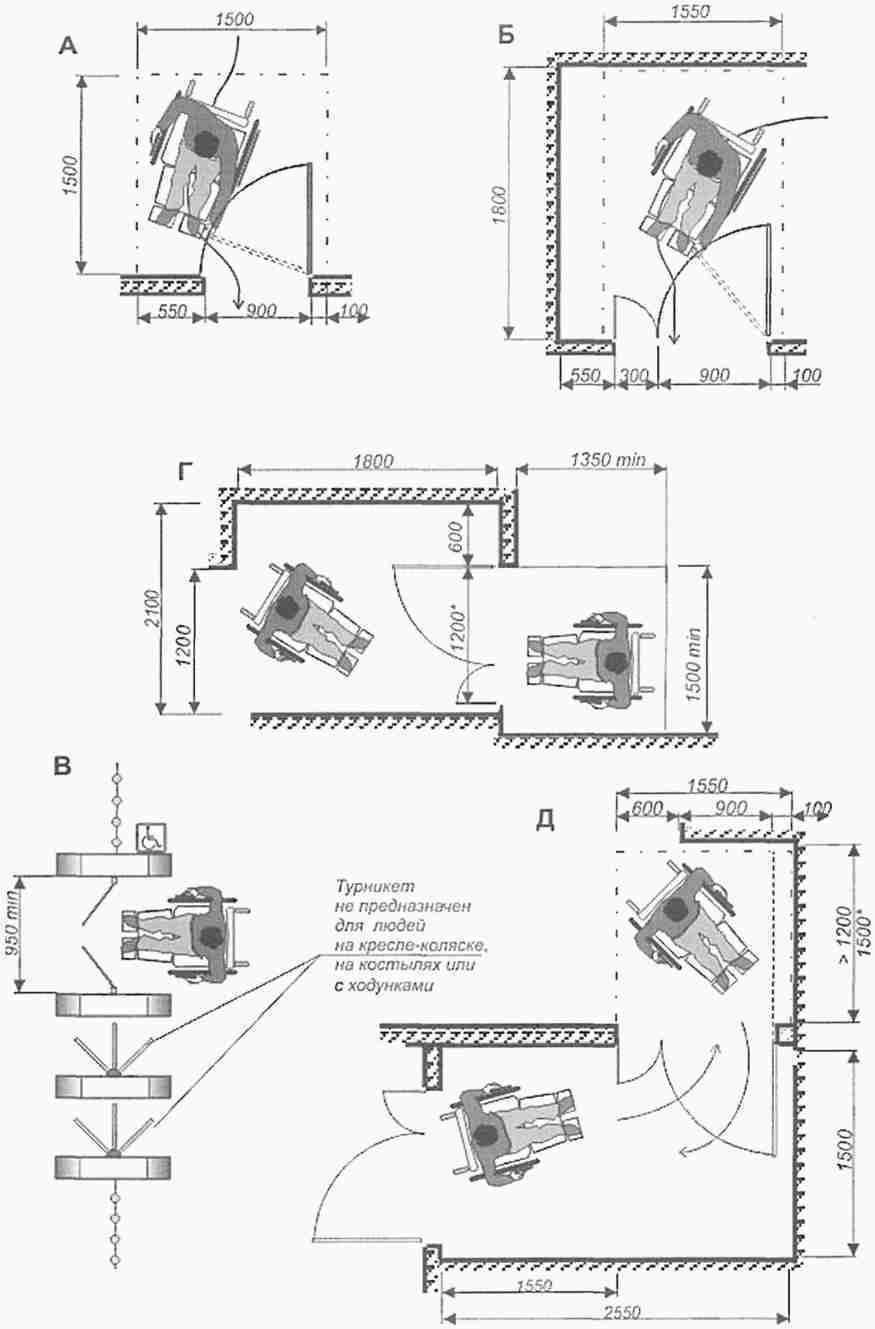 А
1500
1500
550
900
100
Б
1550
1800
550
300
900
100
Г
1800
1350 min
2100
1200
600
1200*
1500 min
В
950 min
Турникет
не предназначен
для людей
на кресле-коляске,
на костылях или
с ходунками
Д
1550
600
900
100
> 1200
1500*
1500
1550
2550